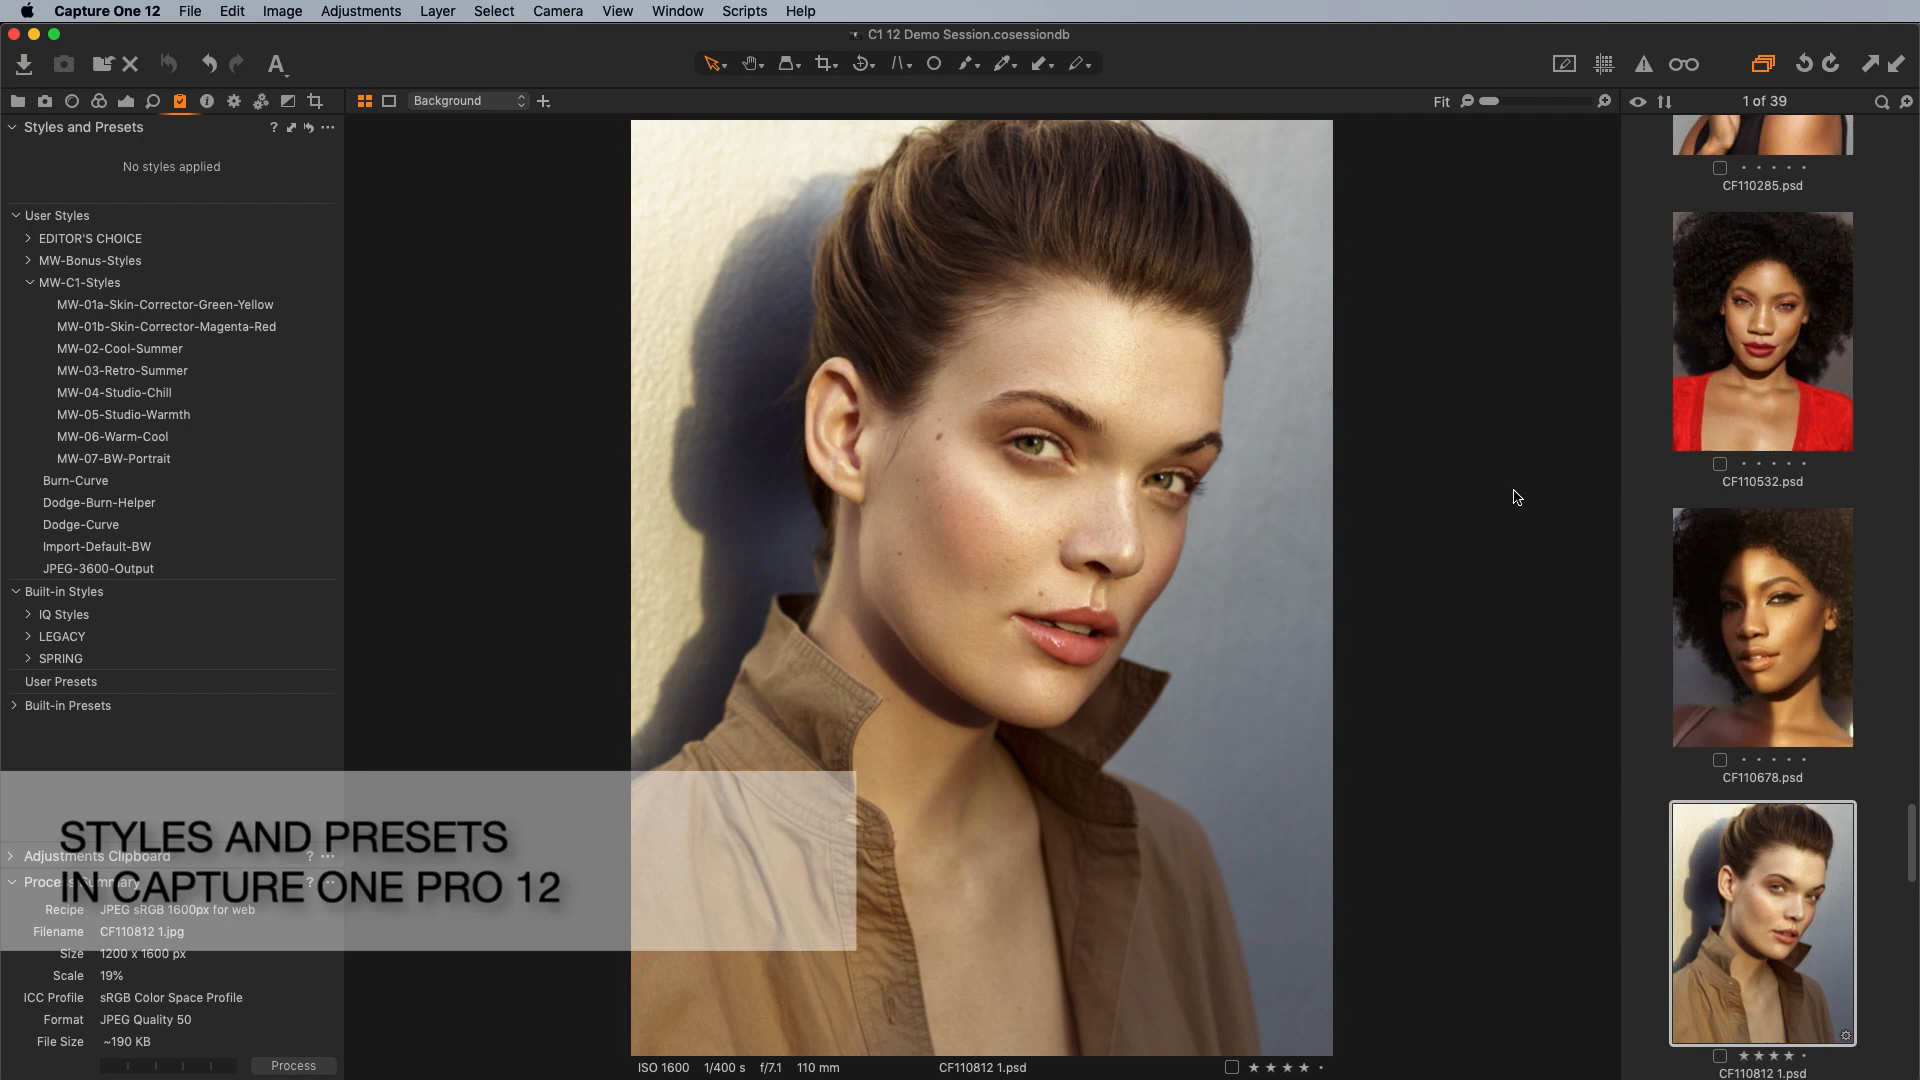 Capture One 12 File Edit Image Adjustments Layer Select Camera View Window Scripts Help
C1 12 Demo Session.cosessiondb
A
Background
Fit
1 of 39
Styles and Presets ? ...
No styles applied
User Styles
EDITOR'S CHOICE
MW-Bonus-Styles
MW-C1-Styles
MW-01a-Skin-Corrector-Green-Yellow
MW-01b-Skin-Corrector-Magenta-Red
MW-02-Cool-Summer
MW-03-Retro-Summer
MW-04-Studio-Chill
MW-05-Studio-Warmth
MW-06-Warm-Cool
MW-07-BW-Portrait
Burn-Curve
Dodge-Burn-Helper
Dodge-Curve
Import-Default-BW
JPEG-3600-Output
Built-in Styles
IQ Styles
LEGACY
SPRING
User Presets
Built-in Presets
STYLES AND PRESETS
IN CAPTURE ONE PRO 12
Adjustments Clipboard ? ...
Process Summary ? ...
Recipe JPEG sRGB 1600px for web
Filename CF110812 1.jpg
Size 1200 x 1600 px
Scale 19%
ICC Profile sRGB Color Space Profile
Format JPEG Quality 50
File Size ~190 KB
Process
ISO 1600 1/400 s f/7.1 110 mm CF110812 1.psd
CF110285.psd
CF110532.psd
CF110678.psd
CF110812 1.psd